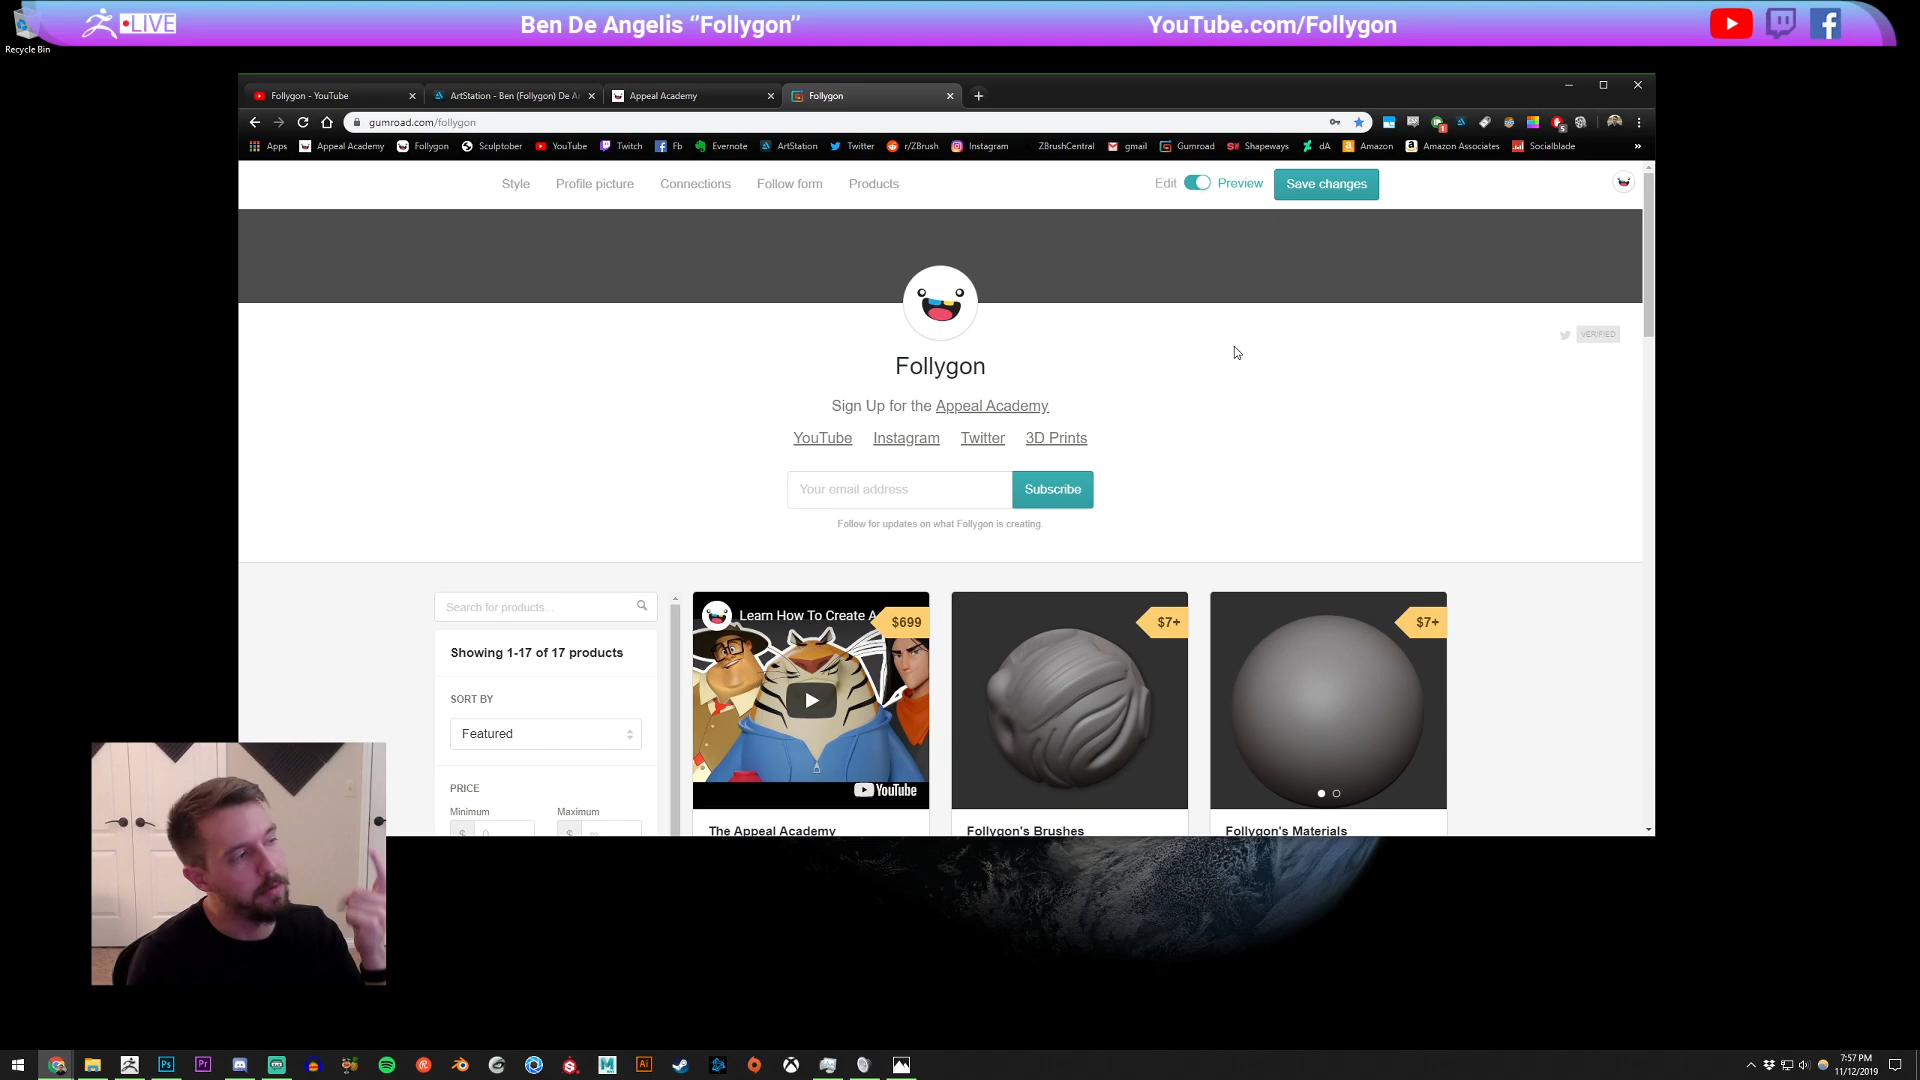 LIVE
Ben De Angelis "Follygon"
YouTube.com/Follygon
Recycle Bin
Follygon - YouTube
ArtStation - Ben (Follygon) De An
Appeal Academy
Follygon
gumroad.com/follygon
Apps
Appeal Academy
Follygon
Sculptober
YouTube
Twitch
Fb
Evernote
ArtStation
Twitter
r/ZBrush
Instagram
ZBrushCentral
gmail
Gumroad
Shapeways
dA
Amazon
Amazon Associates
Socialblade
Style
Profile picture
Connections
Follow form
Products
Edit
Preview
Save changes
VERIFIED
Follygon
Sign Up for the Appeal Academy
YouTube
Instagram
Twitter
3D Prints
Your email address
Subscribe
Follow for updates on what Follygon is creating.
Search for products...
Showing 1-17 of 17 products
SORT BY
Featured
PRICE
Minimum
Maximum
$ 0
$ ∞
Learn How To Create A
$699
YouTube
The Appeal Academy
$7+
Follygon's Brushes
$7+
Follygon's Materials
7:57 PM
11/12/2019